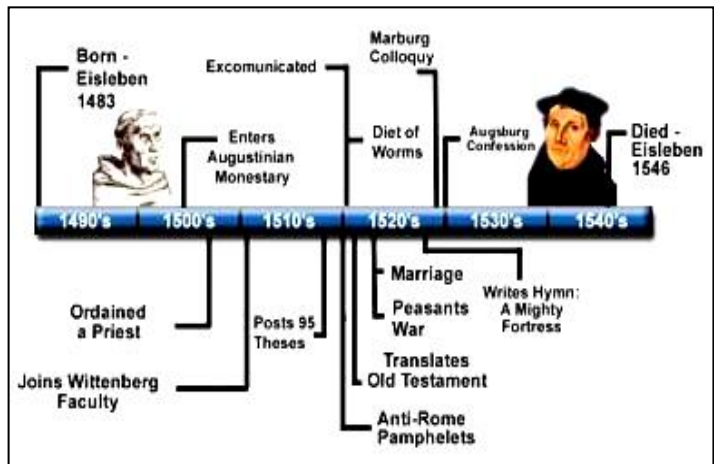 Born -
Eisleben
1483
Excomunicated
Marburg
Colloquy
Enters
Augustinian
Monestary
Diet of
Worms
Augsburg
Confession
Died -
Eisleben
1546
1490's
1500's
1510's
1520's
1530's
1540's
Ordained
a Priest
Joins Wittenberg
Faculty
Posts 95
Theses
Marriage
Peasants
War
Translates
Old Testament
Anti-Rome
Pamphelets
Writes Hymn:
A Mighty
Fortress